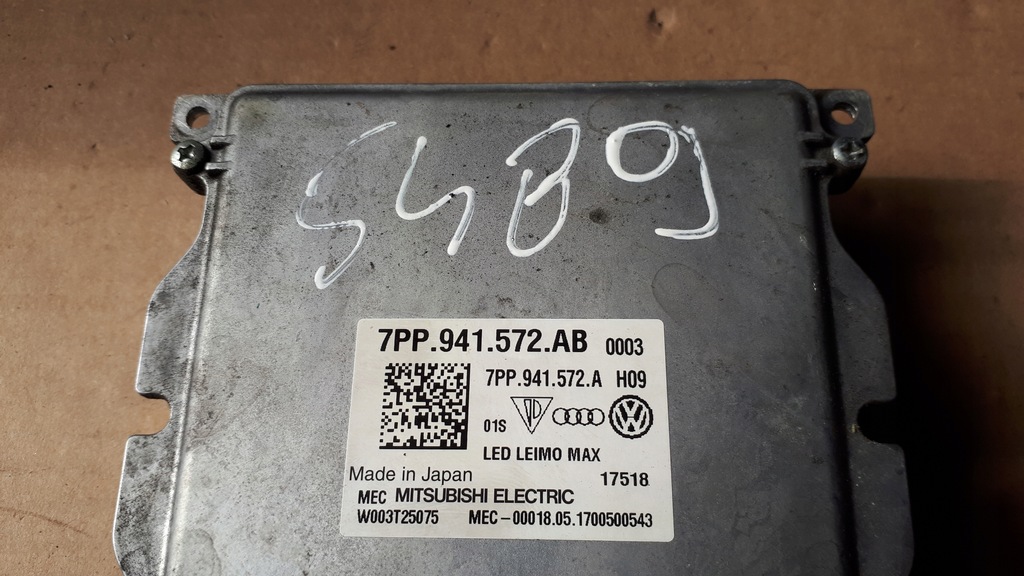 5489
7PP.941.572.AB 0003
7PP.941.572.A H09
01S
LED LEIMO MAX
Made in Japan 17518
MEC MITSUBISHI ELECTRIC
W003T25075 MEC-00018.05.1700500543